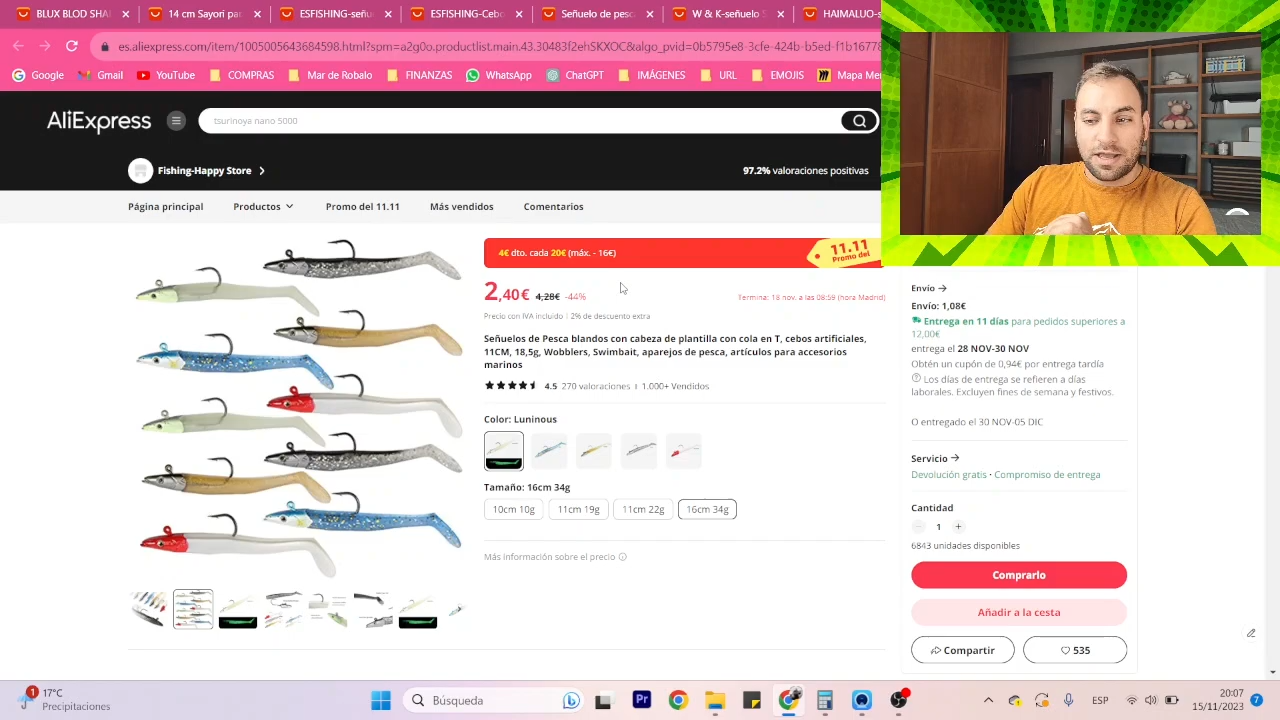 BLUX BLOD SHA
14 cm Sayori pa
ESFISHING-señu
ESFISHING-Cebo
Señuelo de pesc
W & K-señuelo S
HAIMALUO-
es.aliexpress.com/item/1005005643684598.html?spm=a2g0o.productlist.main.43.30483f2ehSKXOC&algo_pvid=0b5795e8-3cfe-424b-b5ed-f1b16778
Google
Gmail
YouTube
COMPRAS
Mar de Robalo
FINANZAS
WhatsApp
ChatGPT
IMÁGENES
URL
EMOJIS
Mapa Me
AliExpress
tsurinoya nano 5000
Fishing-Happy Store
97.2% valoraciones positivas
Página principal
Productos
Promo del 11.11
Más vendidos
Comentarios
4€ dto. cada 20€ (máx. - 16€)
11.11
Promo del
2,40€ 4,28€ -44%
Termina: 18 nov. a las 08:59 (hora Madrid)
Precio con IVA incluido | 2% de descuento extra
Señuelos de Pesca blandos con cabeza de plantilla con cola en T, cebos artificiales,
11CM, 18,5g, Wobblers, Swimbait, aparejos de pesca, artículos para accesorios
marinos
4.5 270 valoraciones | 1.000+ Vendidos
Color: Luminous
Tamaño: 16cm 34g
10cm 10g
11cm 19g
11cm 22g
16cm 34g
Más información sobre el precio
Envío
Envío: 1,08€
Entrega en 11 días para pedidos superiores a
12,00€
entrega el 28 NOV-30 NOV
Obtén un cupón de 0,94€ por entrega tardía
Los días de entrega se refieren a días
laborales. Excluyen fines de semana y festivos.
O entregado el 30 NOV-05 DIC
Servicio
Devolución gratis · Compromiso de entrega
Cantidad
- 1 +
6843 unidades disponibles
Comprarlo
Añadir a la cesta
Compartir
535
1
17°C
Precipitaciones
Búsqueda
Pr
ESP
20:07
15/11/2023
7